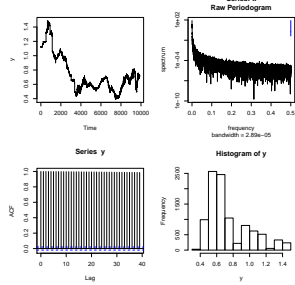 y
0.4 0.6 0.8 1.0 1.2 1.4
0 2000 4000 6000 8000 10000
Time
Raw Periodogram
spectrum
1e-10 1e-04 1e+02
0.0 0.1 0.2 0.3 0.4 0.5
frequency
bandwidth = 2.89e-05
Series y
ACF
0.0 0.2 0.4 0.6 0.8 1.0
0 10 20 30 40
Lag
Histogram of y
Frequency
0 500 1500 2500
0.4 0.6 0.8 1.0 1.2 1.4
y